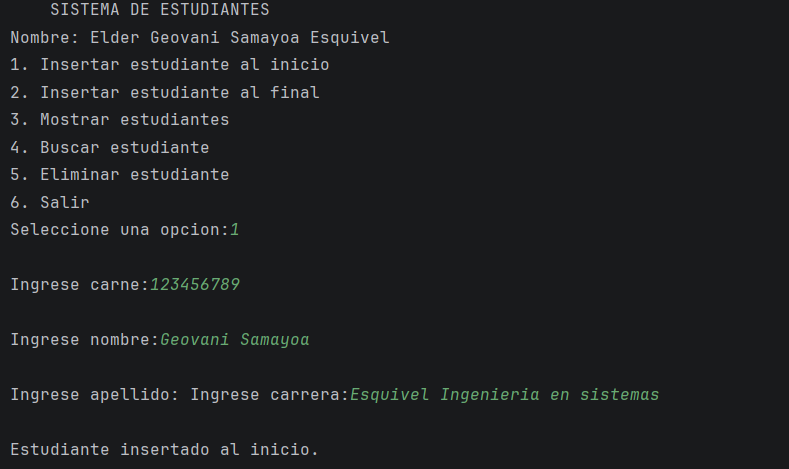 SISTEMA DE ESTUDIANTES
Nombre: Elder Geovani Samayoa Esquivel
1. Insertar estudiante al inicio
2. Insertar estudiante al final
3. Mostrar estudiantes
4. Buscar estudiante
5. Eliminar estudiante
6. Salir
Seleccione una opcion:1
Ingrese carne:123456789
Ingrese nombre:Geovani Samayoa
Ingrese apellido: Ingrese carrera:Esquivel Ingenieria en sistemas
Estudiante insertado al inicio.